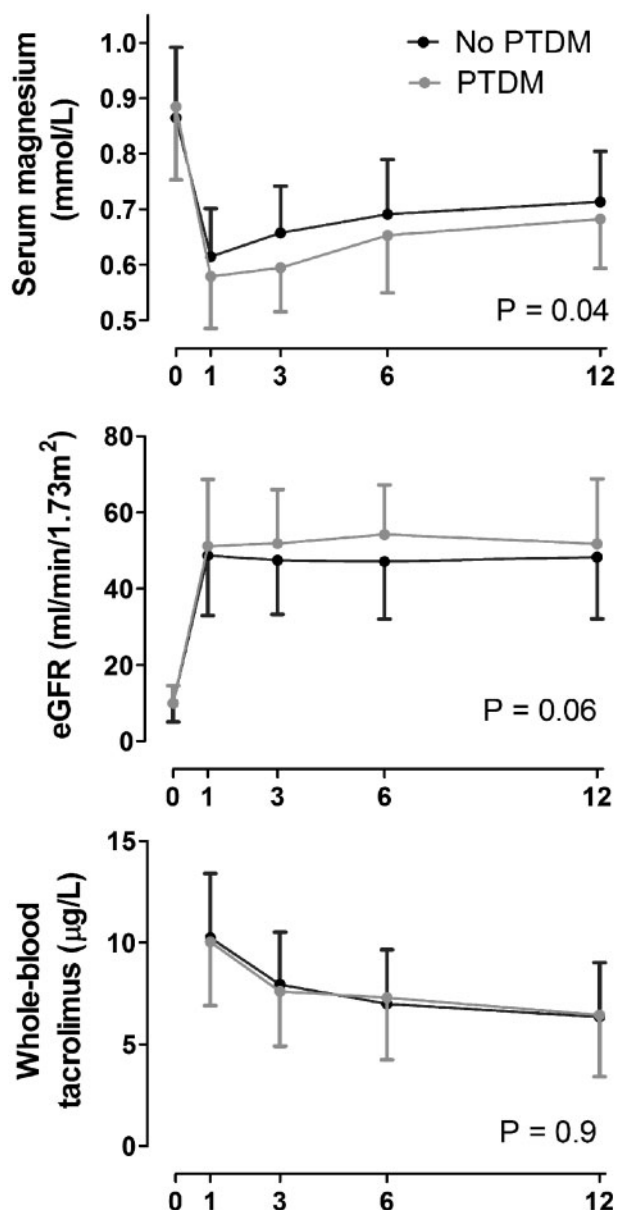 Serum magnesium
(mmol/L)
1.0
0.9
0.8
0.7
0.6
0.5
No PTDM
PTDM
P = 0.04
0 1 3 6 12
eGFR (ml/min/1.73m²)
80
60
40
20
0
P = 0.06
0 1 3 6 12
Whole-blood
tacrolimus (μg/L)
15
10
5
0
P = 0.9
0 1 3 6 12